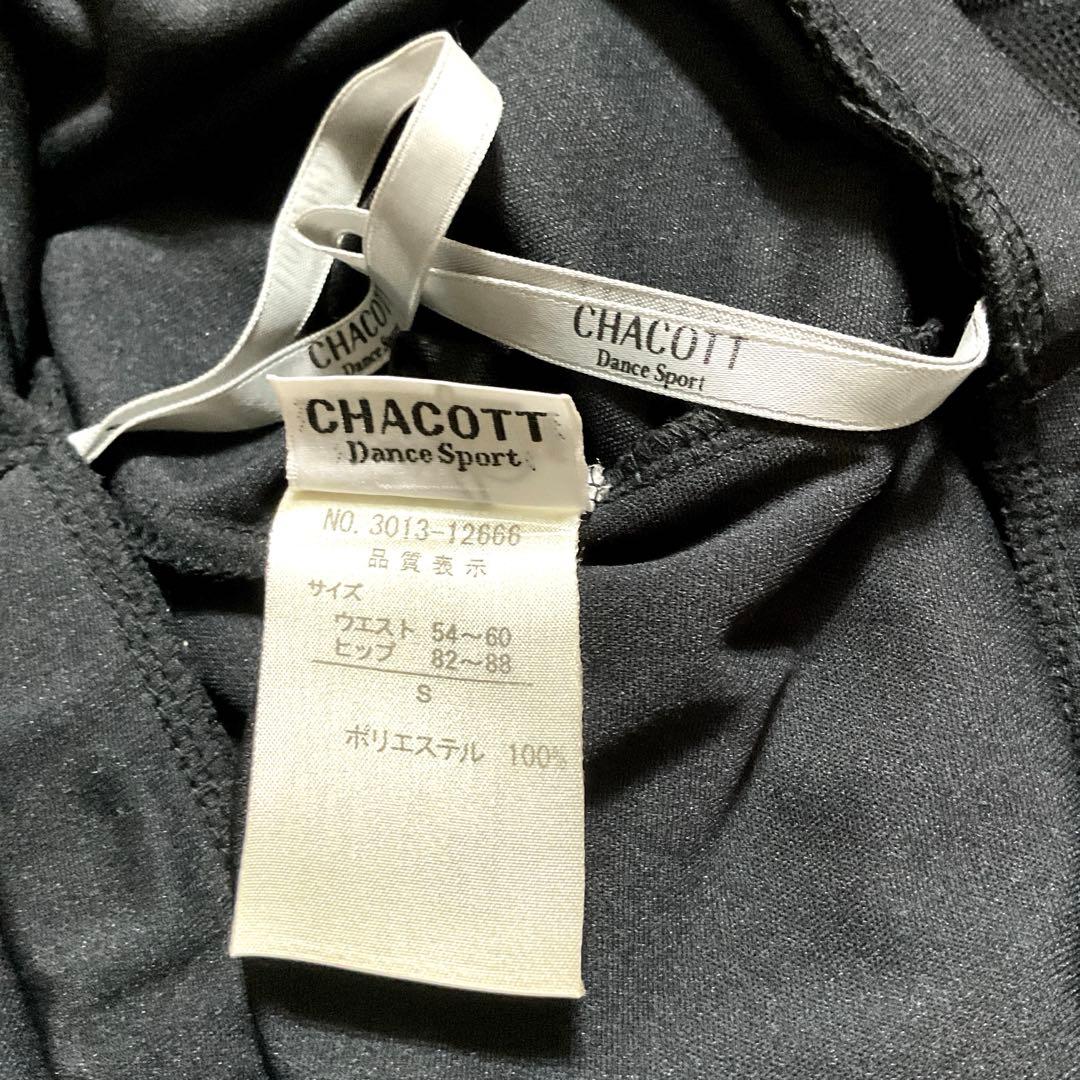 CHACOTT
Dance Sport
CHACOTT
Dance Sport
CHACOTT
Dance Sport
NO. 3013-12666
品質表示
サイズ
ウエスト 54～60
ヒップ 82～88
S
ポリエステル 100%